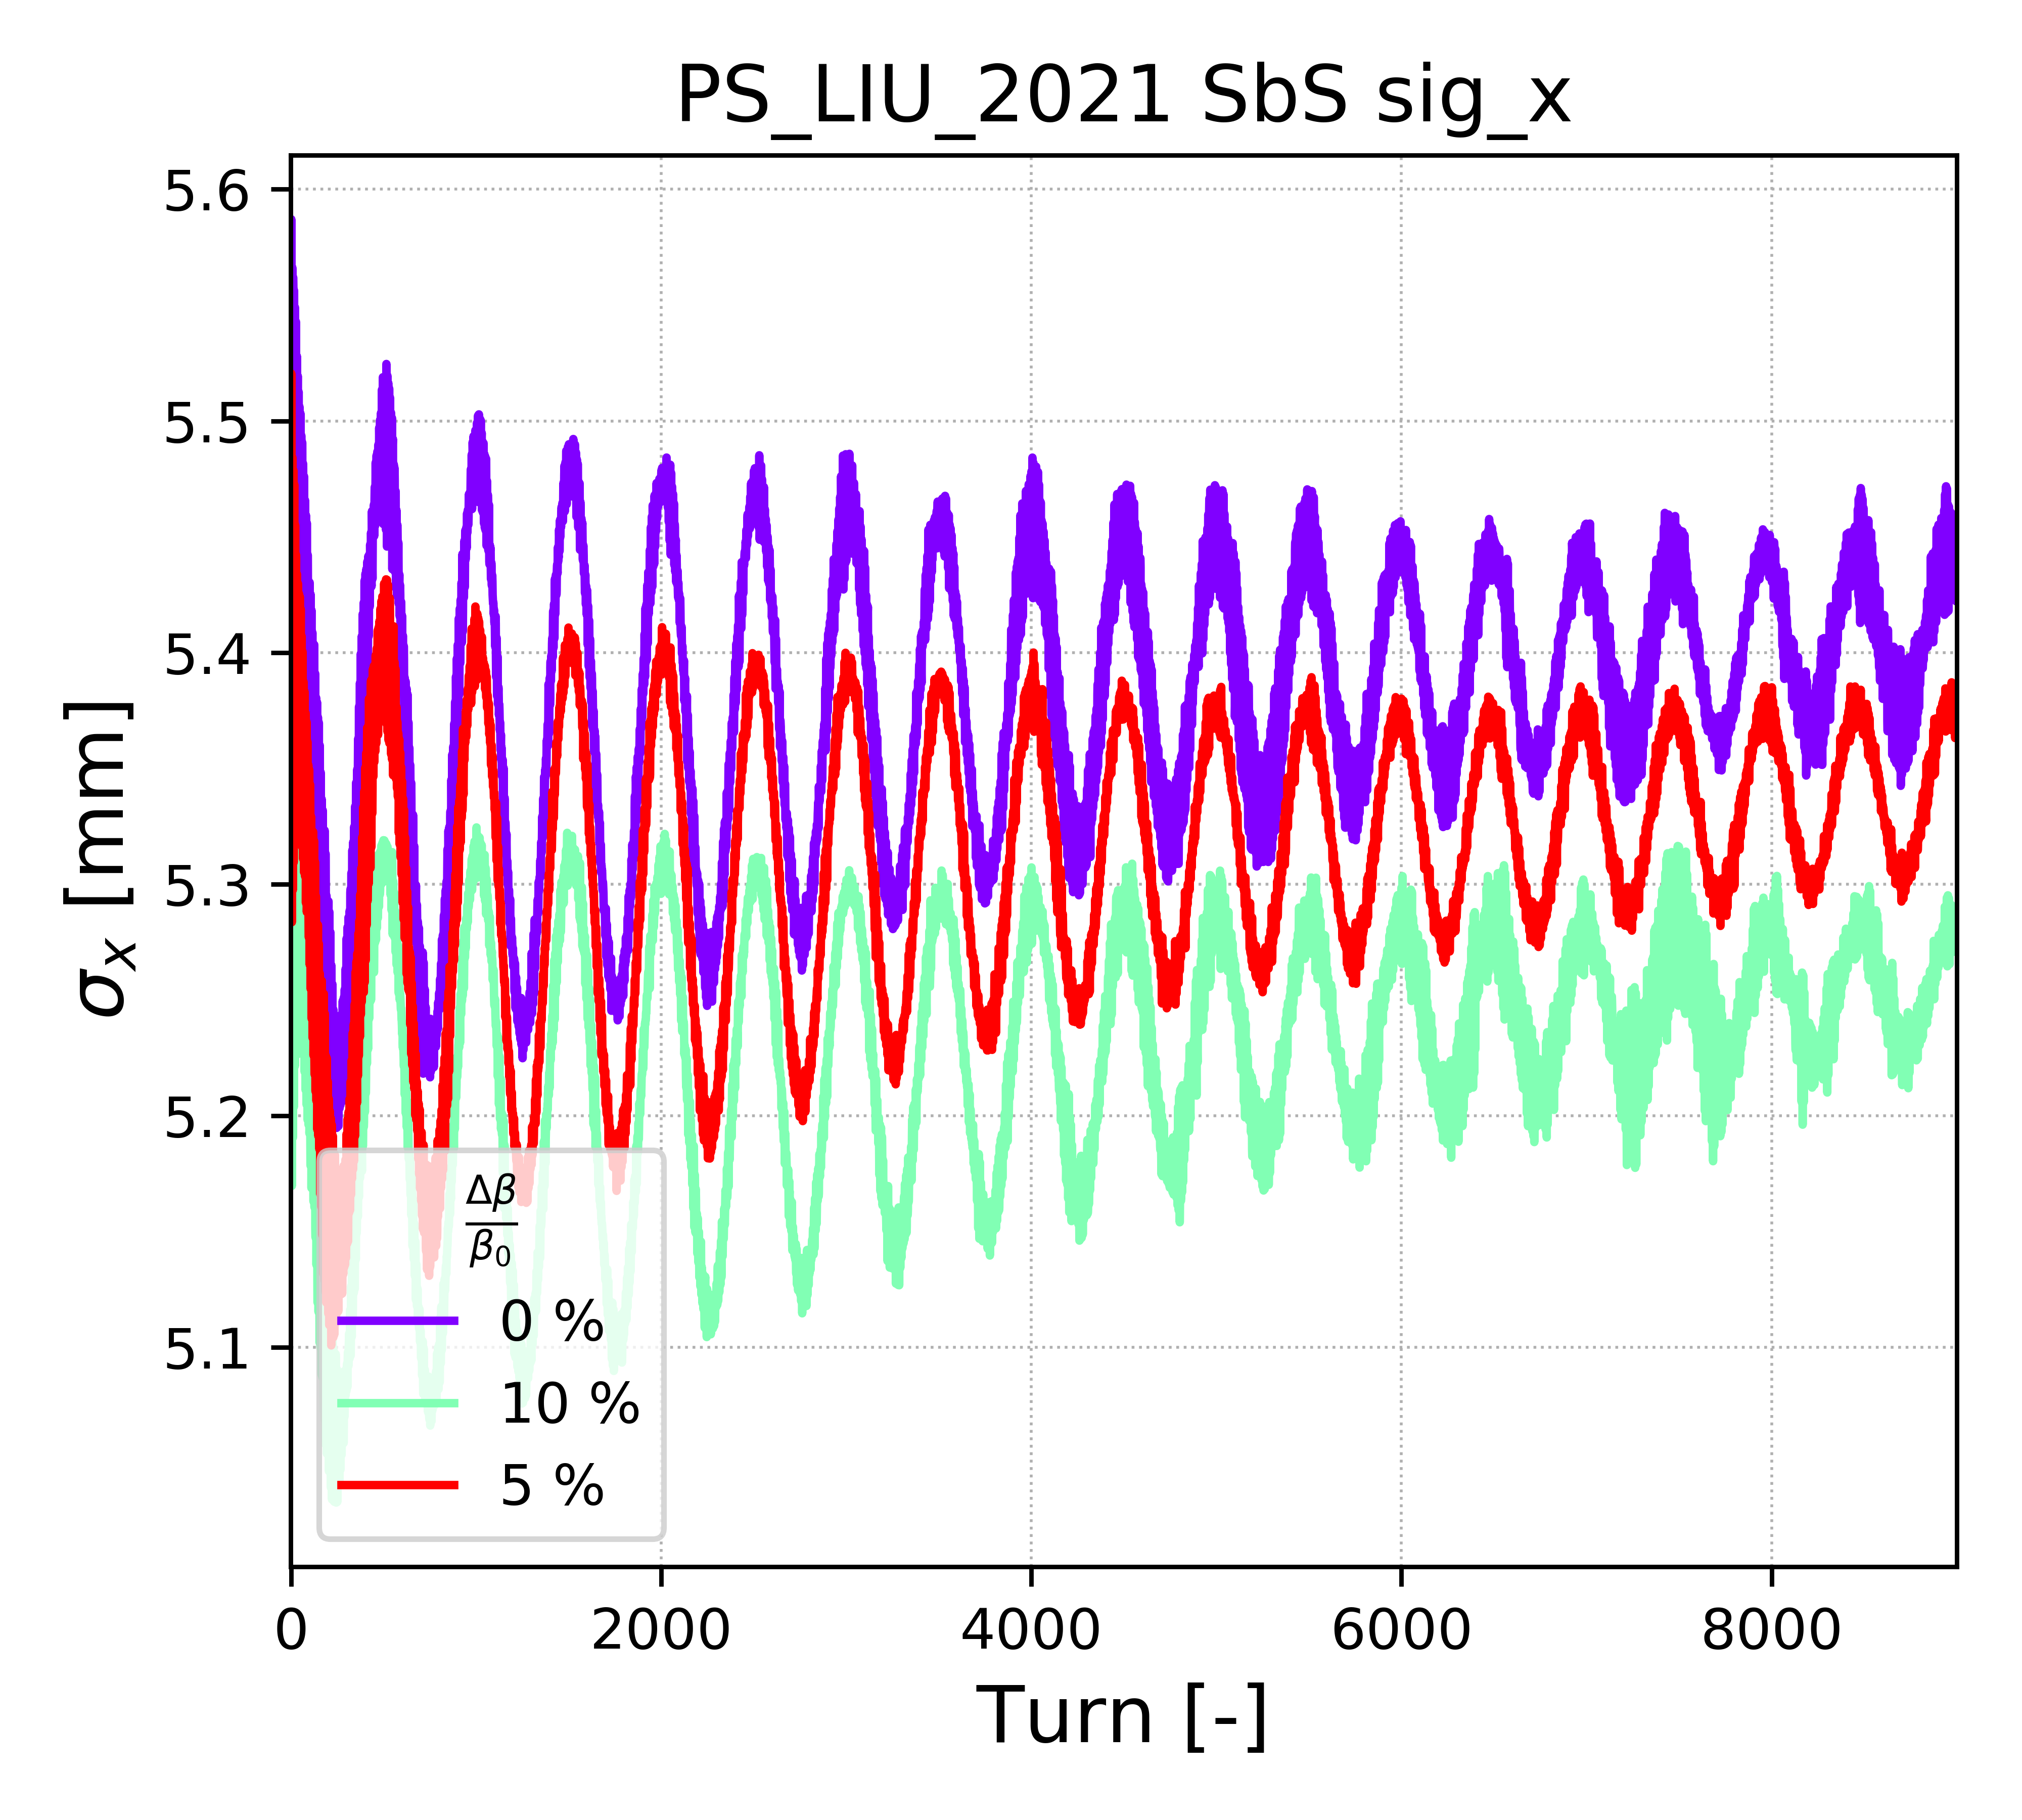 PS_LIU_2021 SbS sig_x
σx [mm]
5.6
5.5
5.4
5.3
5.2
5.1
Δβ
β0
0 %
10 %
5 %
0 2000 4000 6000 8000
Turn [-]